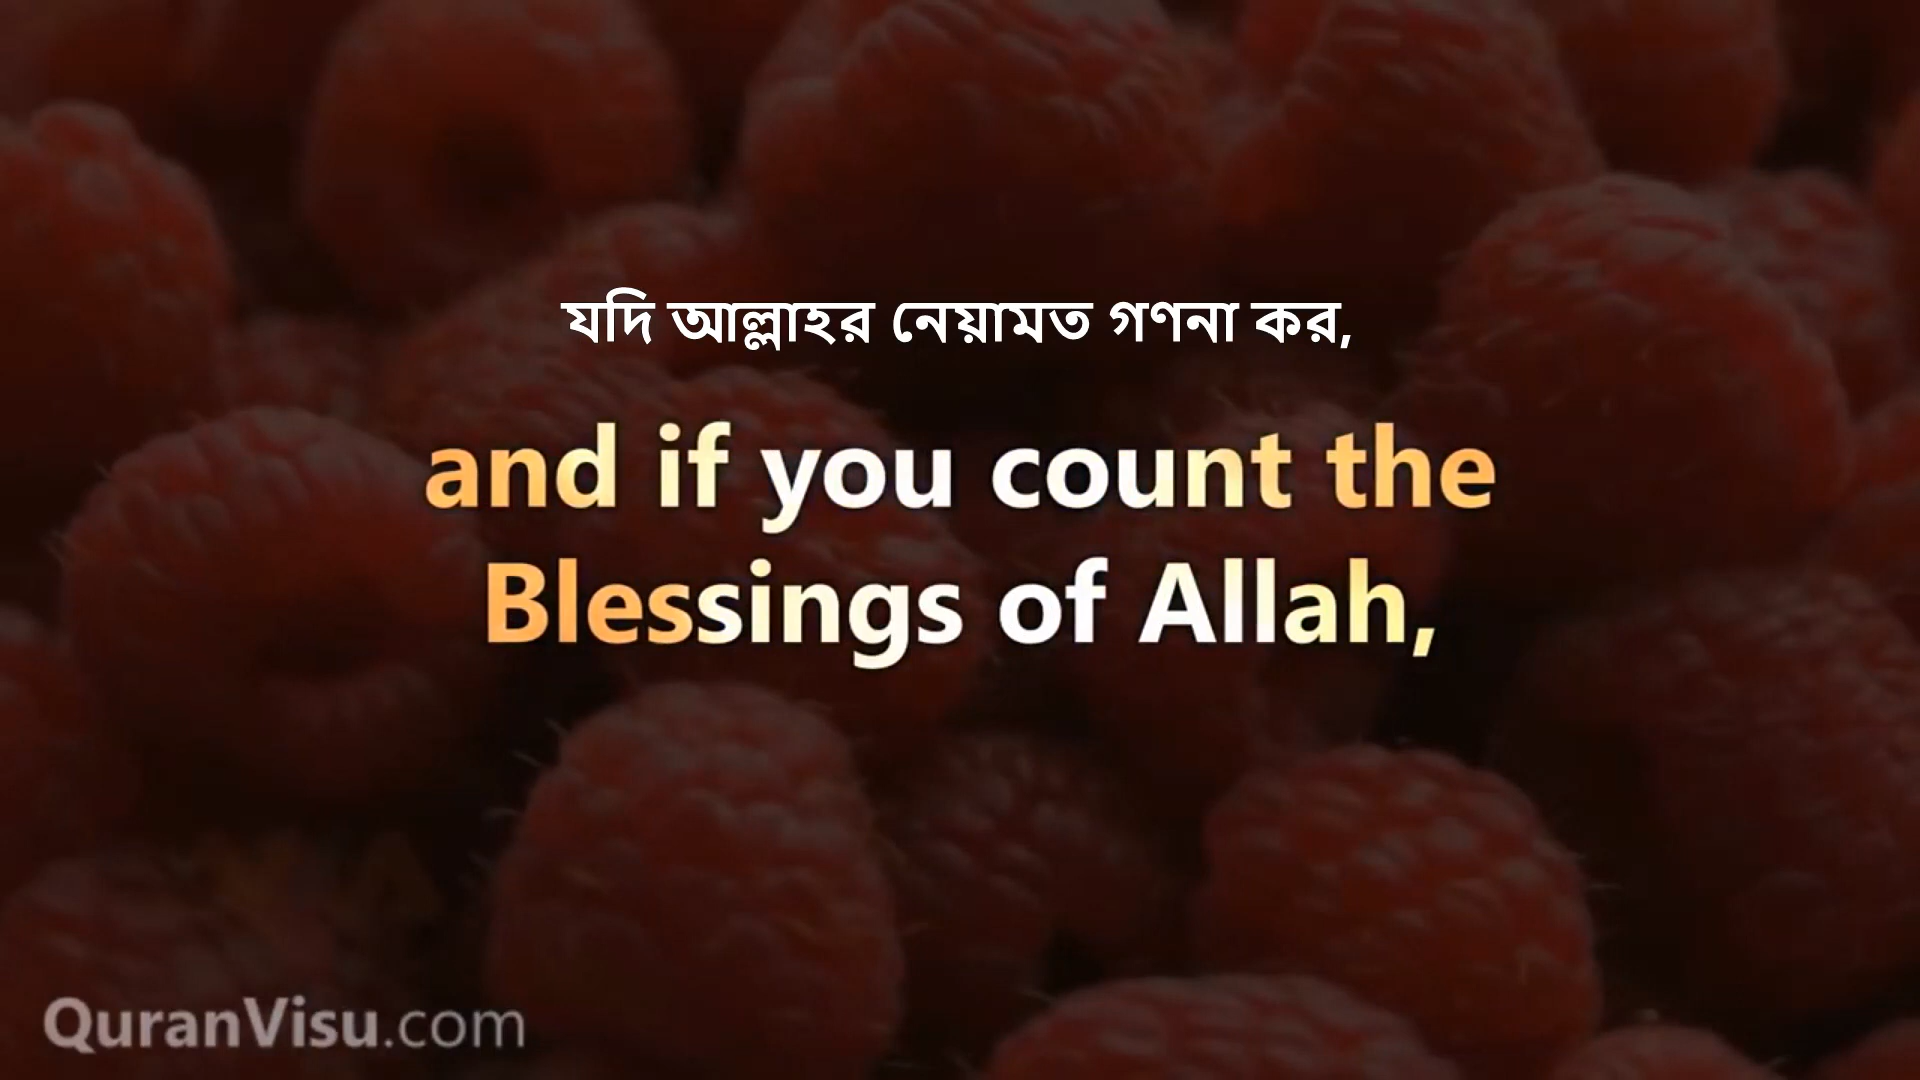 যদি আল্লাহর নেয়ামত গণনা কর,
and if you count the
Blessings of Allah,
QuranVisu.com